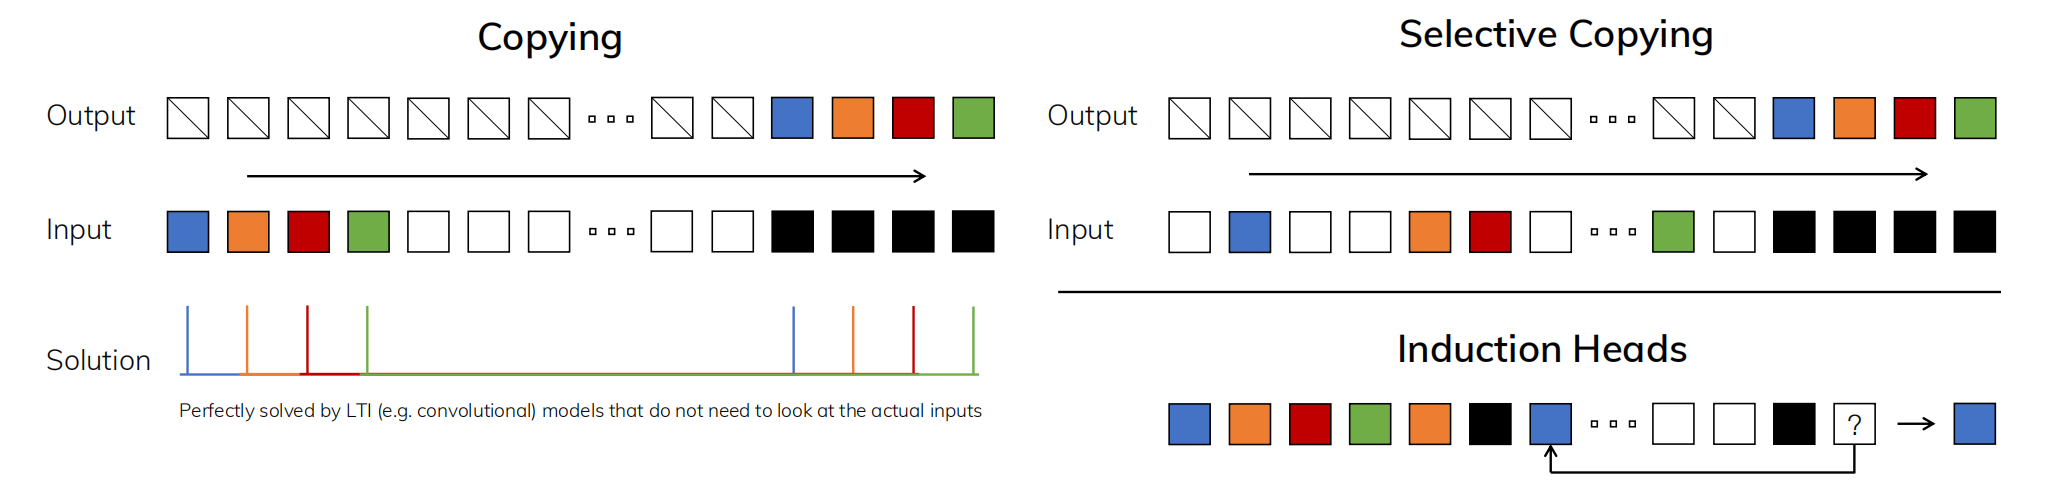 Copying
Output
Input
Solution
Perfectly solved by LTI (e.g. convolutional) models that do not need to look at the actual inputs
Selective Copying
Output
Input
Induction Heads
?